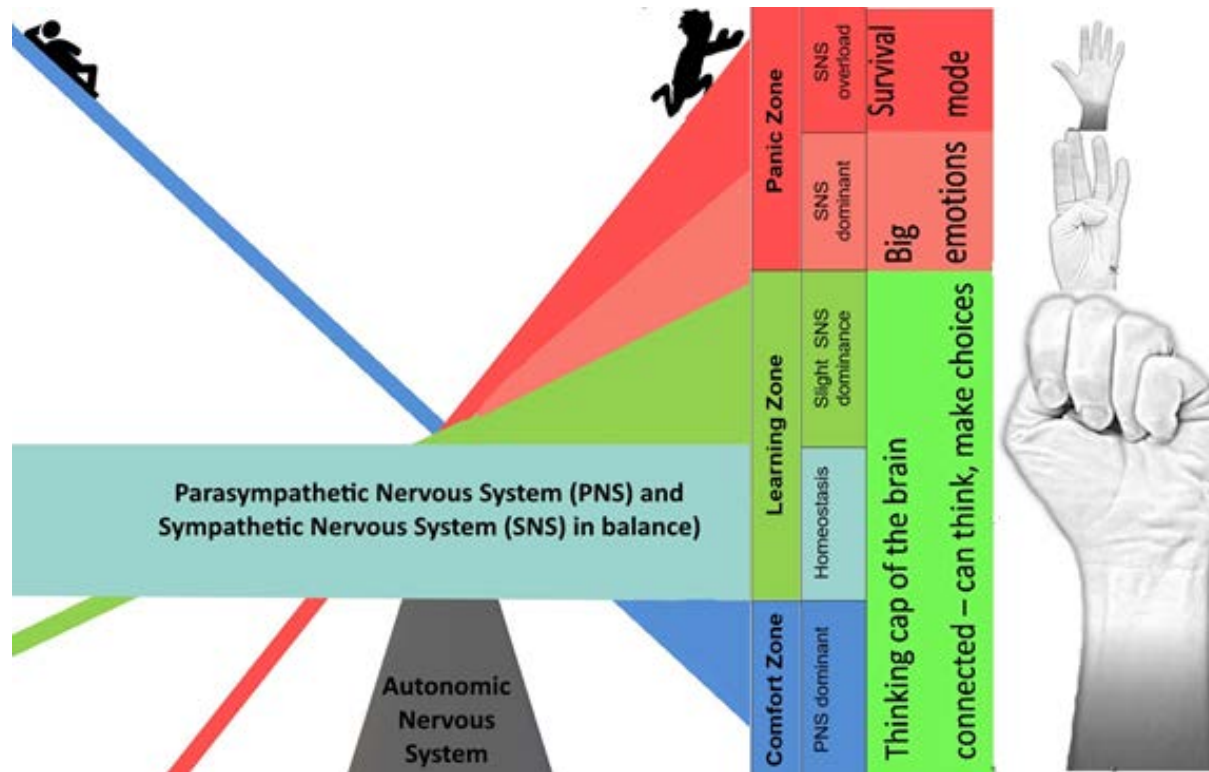 Parasympathetic Nervous System (PNS) and
Sympathetic Nervous System (SNS) in balance)
Autonomic
Nervous
System
Panic Zone
Learning Zone
Comfort Zone
SNS
overload
SNS
dominant
Slight SNS
dominance
Homeostasis
PNS dominant
Survival
mode
Big
emotions
Thinking cap of the brain
connected – can think, make choices